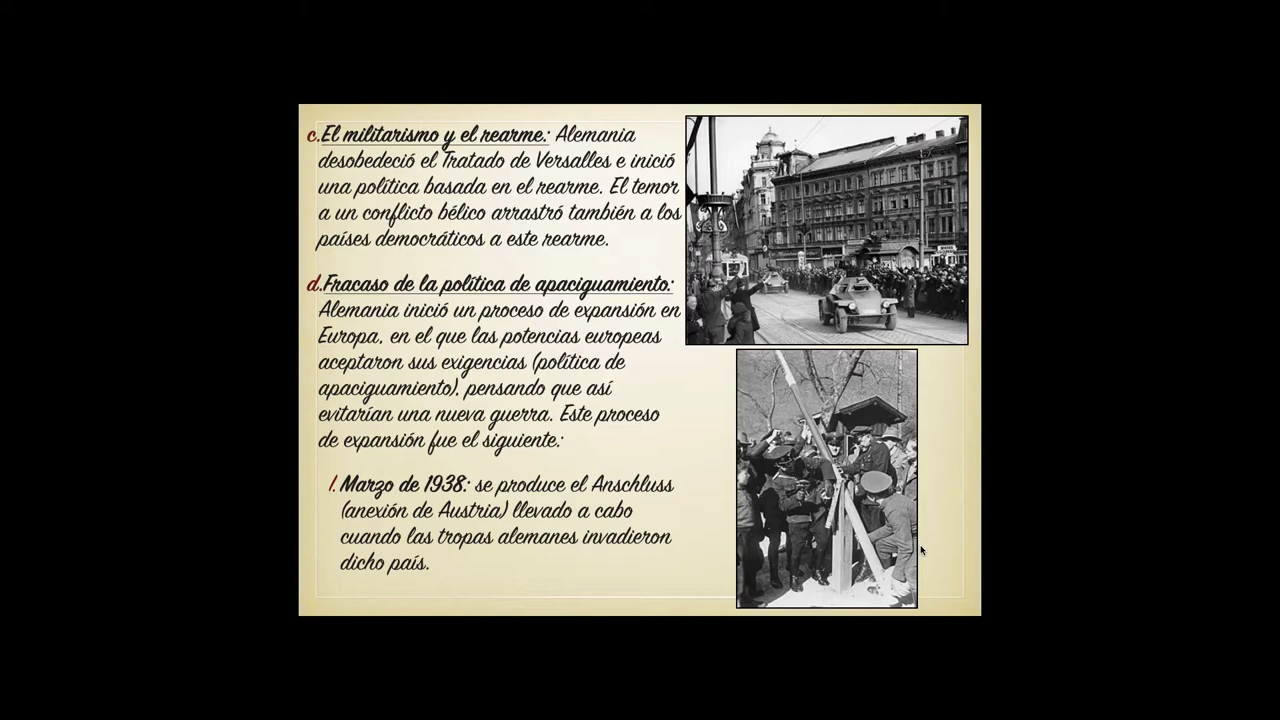 c. El militarismo y el rearme.: Alemania
desobedeció el Tratado de Versalles e inició
una política basada en el rearme. El temor
a un conflicto bélico arrastró también a los
países democráticos a este rearme.
d. Fracaso de la política de apaciguamiento:
Alemania inició un proceso de expansión en
Europa, en el que las potencias europeas
aceptaron sus exigencias (política de
apaciguamiento), pensando que así
evitarían una nueva guerra. Este proceso
de expansión fue el siguiente:
1. Marzo de 1938: se produce el Anschluss
(anexión de Austria) llevado a cabo
cuando las tropas alemanes invadieron
dicho país.